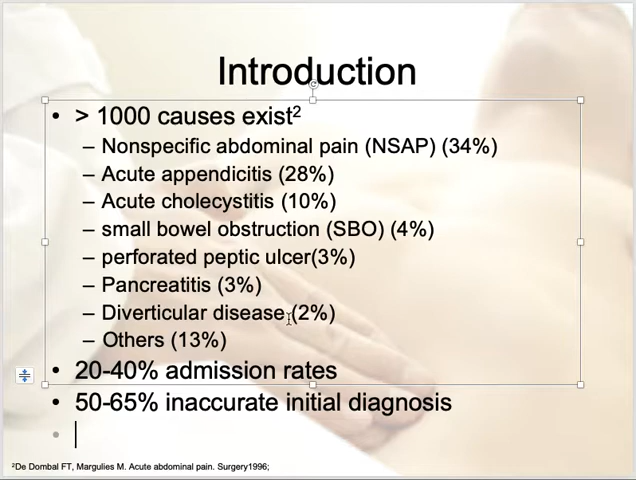 Introduction
• > 1000 causes exist²
– Nonspecific abdominal pain (NSAP) (34%)
– Acute appendicitis (28%)
– Acute cholecystitis (10%)
– small bowel obstruction (SBO) (4%)
– perforated peptic ulcer(3%)
– Pancreatitis (3%)
– Diverticular disease (2%)
– Others (13%)
• 20-40% admission rates
• 50-65% inaccurate initial diagnosis
•
²De Dombal FT, Margulies M. Acute abdominal pain. Surgery1996;